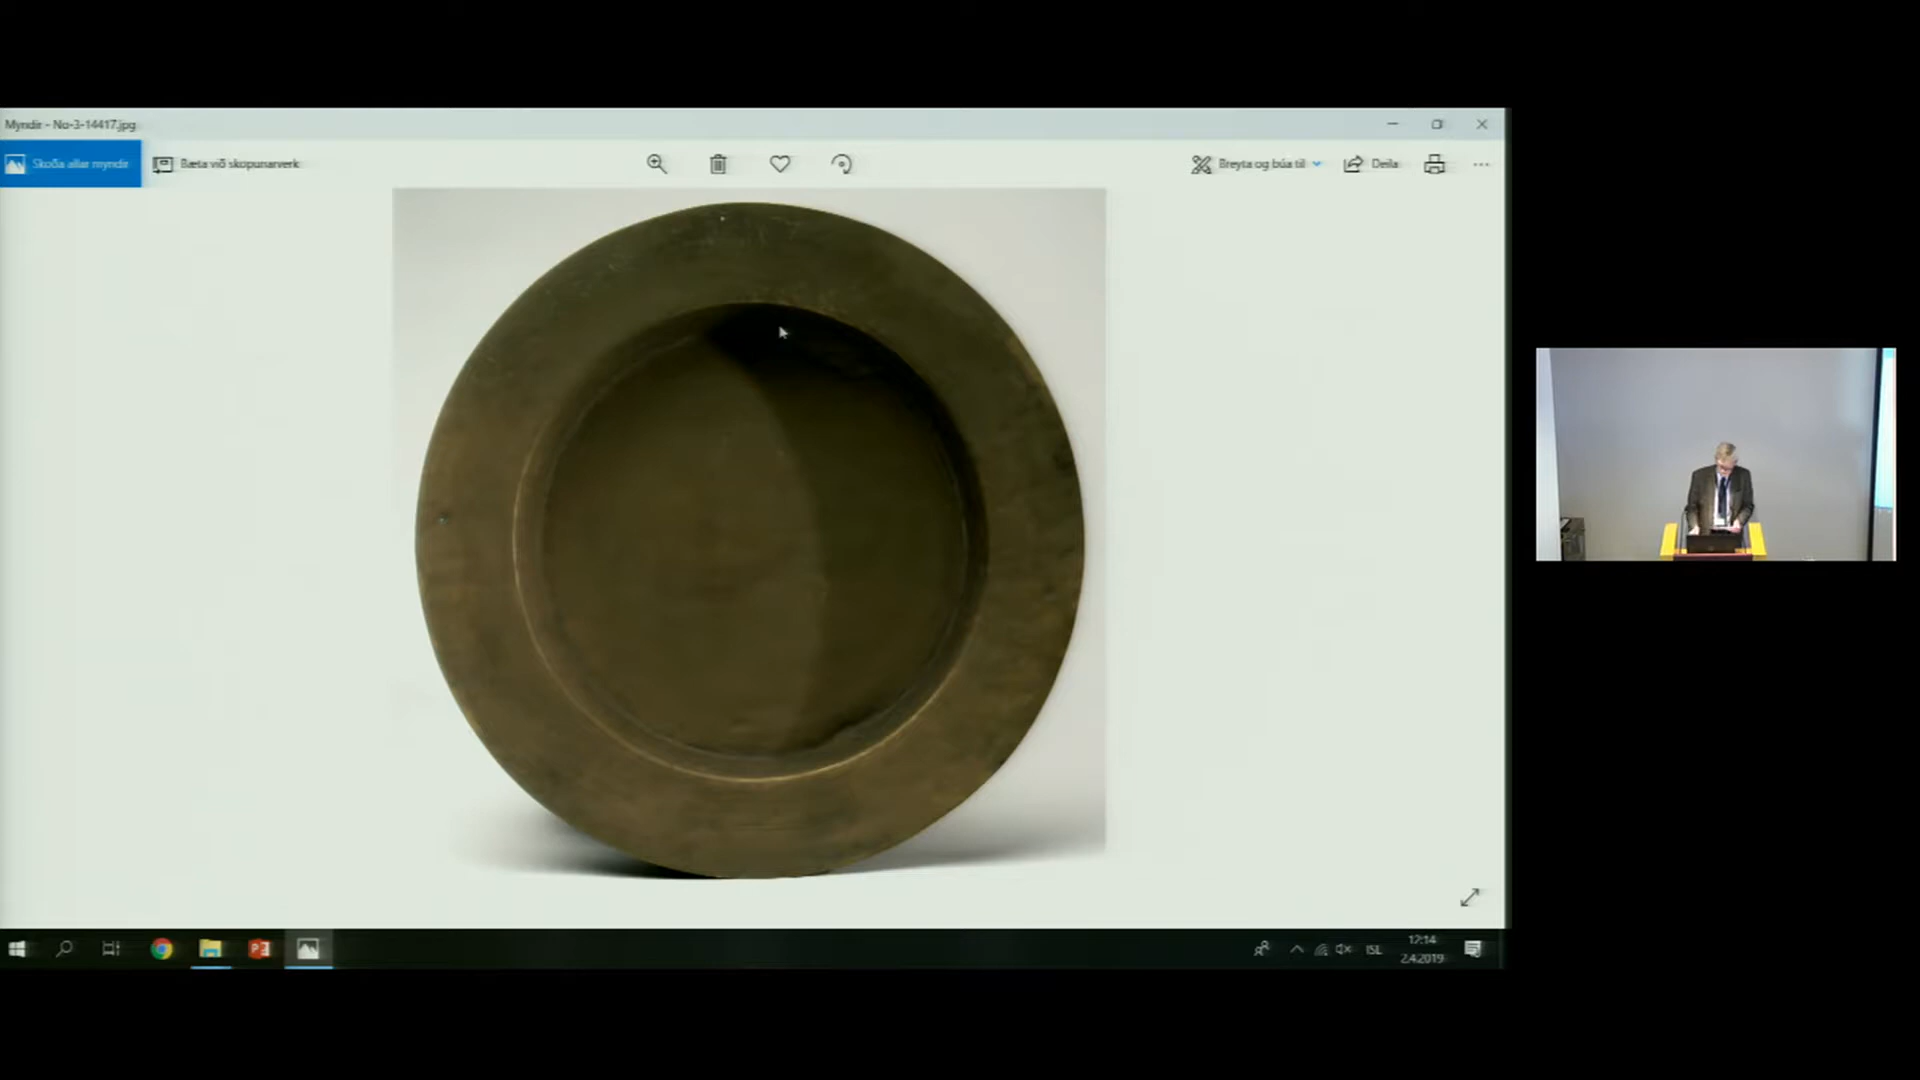 Myndir - No-3-14417.jpg
Skoða allar myndir
Bæta við sköpunarverk
Breyta og búa til
Deila
ISL
12:14
2.4.2019